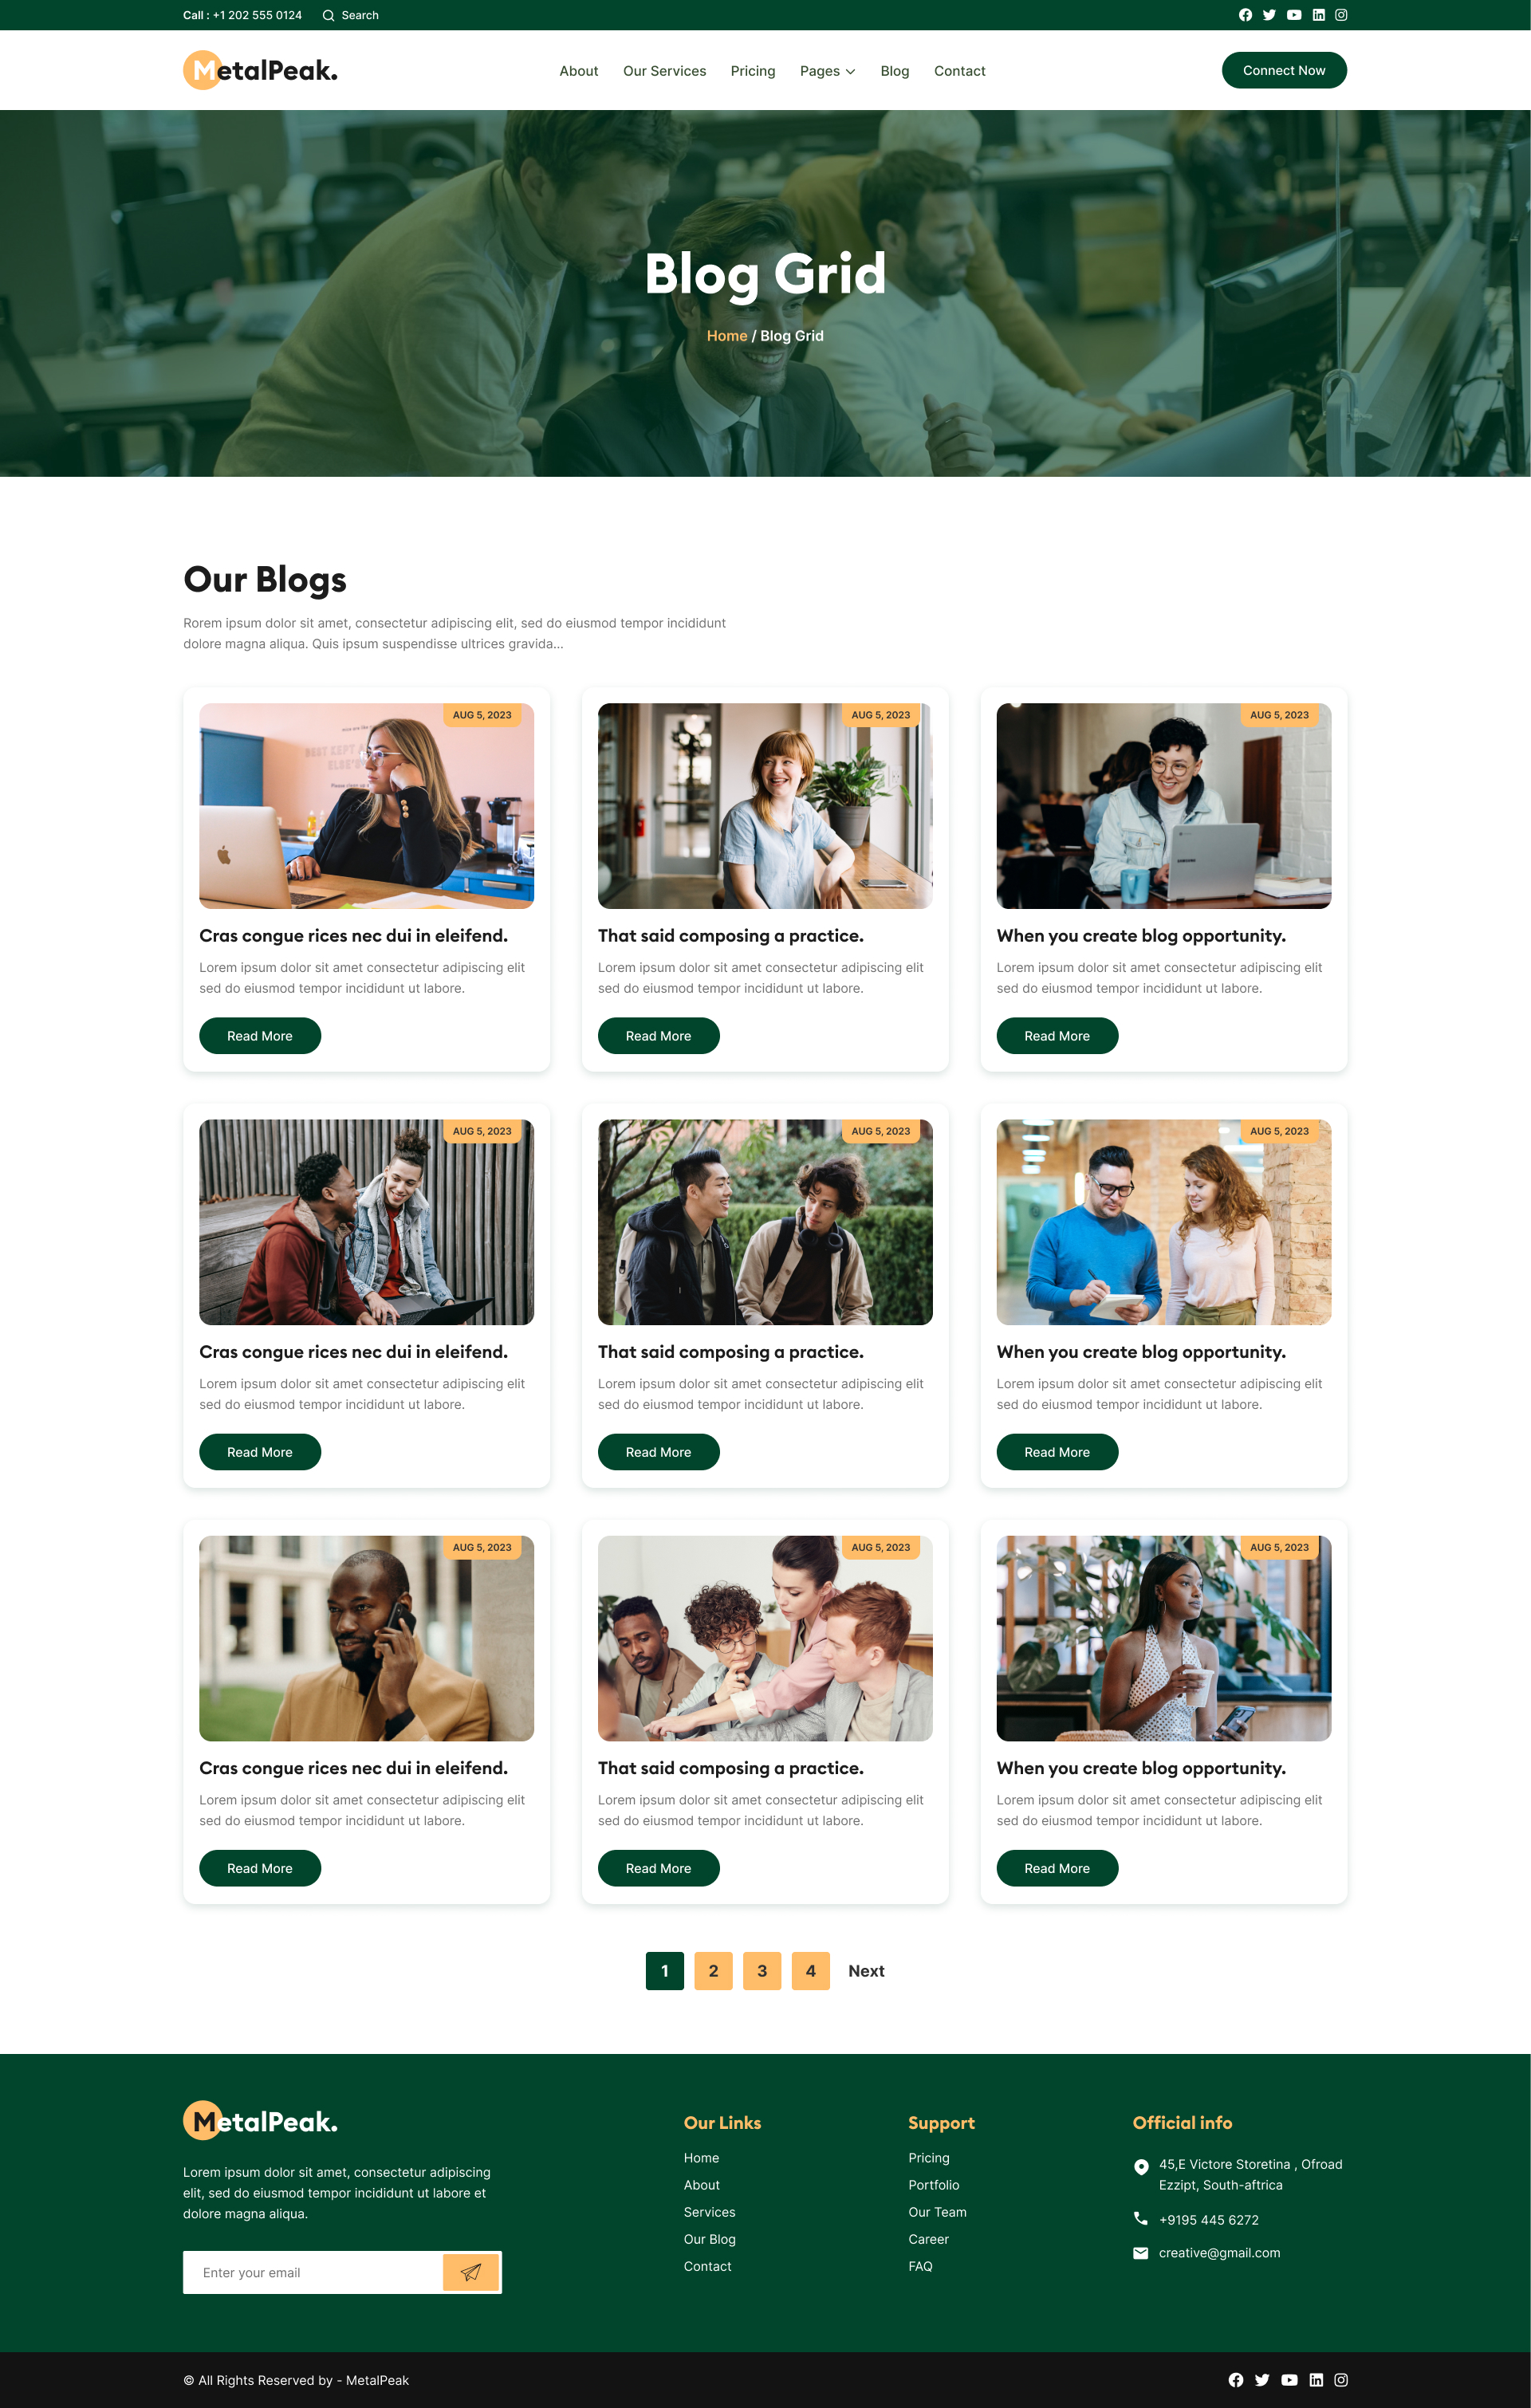 Call : +1 202 555 0124
Search
MetalPeak.
About
Our Services
Pricing
Pages
Blog
Contact
Connect Now
Blog Grid
Home / Blog Grid
Our Blogs
Rorem ipsum dolor sit amet, consectetur adipiscing elit, sed do eiusmod tempor incididunt
dolore magna aliqua. Quis ipsum suspendisse ultrices gravida...
AUG 5, 2023
Cras congue rices nec dui in eleifend.
Lorem ipsum dolor sit amet consectetur adipiscing elit
sed do eiusmod tempor incididunt ut labore.
Read More
AUG 5, 2023
That said composing a practice.
Lorem ipsum dolor sit amet consectetur adipiscing elit
sed do eiusmod tempor incididunt ut labore.
Read More
AUG 5, 2023
SAMSUNG
When you create blog opportunity.
Lorem ipsum dolor sit amet consectetur adipiscing elit
sed do eiusmod tempor incididunt ut labore.
Read More
AUG 5, 2023
Cras congue rices nec dui in eleifend.
Lorem ipsum dolor sit amet consectetur adipiscing elit
sed do eiusmod tempor incididunt ut labore.
Read More
AUG 5, 2023
That said composing a practice.
Lorem ipsum dolor sit amet consectetur adipiscing elit
sed do eiusmod tempor incididunt ut labore.
Read More
AUG 5, 2023
When you create blog opportunity.
Lorem ipsum dolor sit amet consectetur adipiscing elit
sed do eiusmod tempor incididunt ut labore.
Read More
AUG 5, 2023
Cras congue rices nec dui in eleifend.
Lorem ipsum dolor sit amet consectetur adipiscing elit
sed do eiusmod tempor incididunt ut labore.
Read More
AUG 5, 2023
That said composing a practice.
Lorem ipsum dolor sit amet consectetur adipiscing elit
sed do eiusmod tempor incididunt ut labore.
Read More
AUG 5, 2023
When you create blog opportunity.
Lorem ipsum dolor sit amet consectetur adipiscing elit
sed do eiusmod tempor incididunt ut labore.
Read More
1 2 3 4 Next
MetalPeak.
Lorem ipsum dolor sit amet, consectetur adipiscing
elit, sed do eiusmod tempor incididunt ut labore et
dolore magna aliqua.
Enter your email
Our Links
Home
About
Services
Our Blog
Contact
Support
Pricing
Portfolio
Our Team
Career
FAQ
Official info
45,E Victore Storetina , Ofroad
Ezzipt, South-aftrica
+9195 445 6272
creative@gmail.com
© All Rights Reserved by - MetalPeak